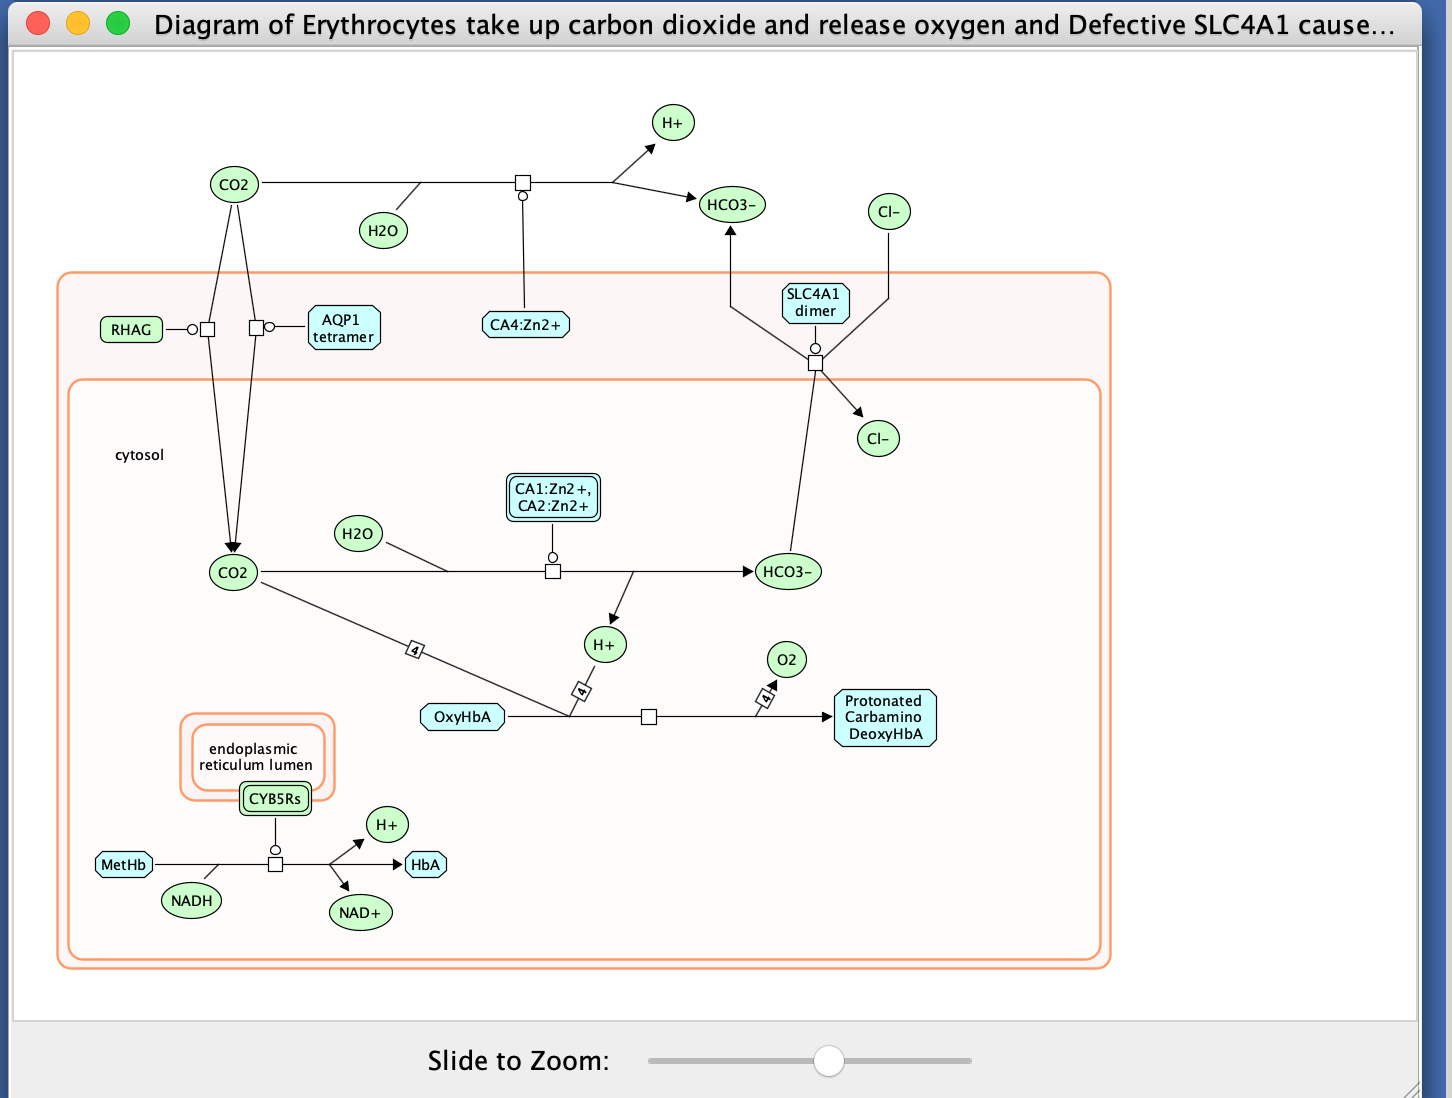 Diagram of Erythrocytes take up carbon dioxide and release oxygen and Defective SLC4A1 cause...
H+
CO2
HCO3-
Cl-
H2O
SLC4A1
dimer
RHAG
AQP1
tetramer
CA4:Zn2+
Cl-
cytosol
CA1:Zn2+,
CA2:Zn2+
H2O
CO2
HCO3-
H+
4
O2
4
4
OxyHbA
Protonated
Carbamino
DeoxyHbA
endoplasmic
reticulum lumen
CYB5Rs
H+
MetHb
HbA
NADH
NAD+
Slide to Zoom: